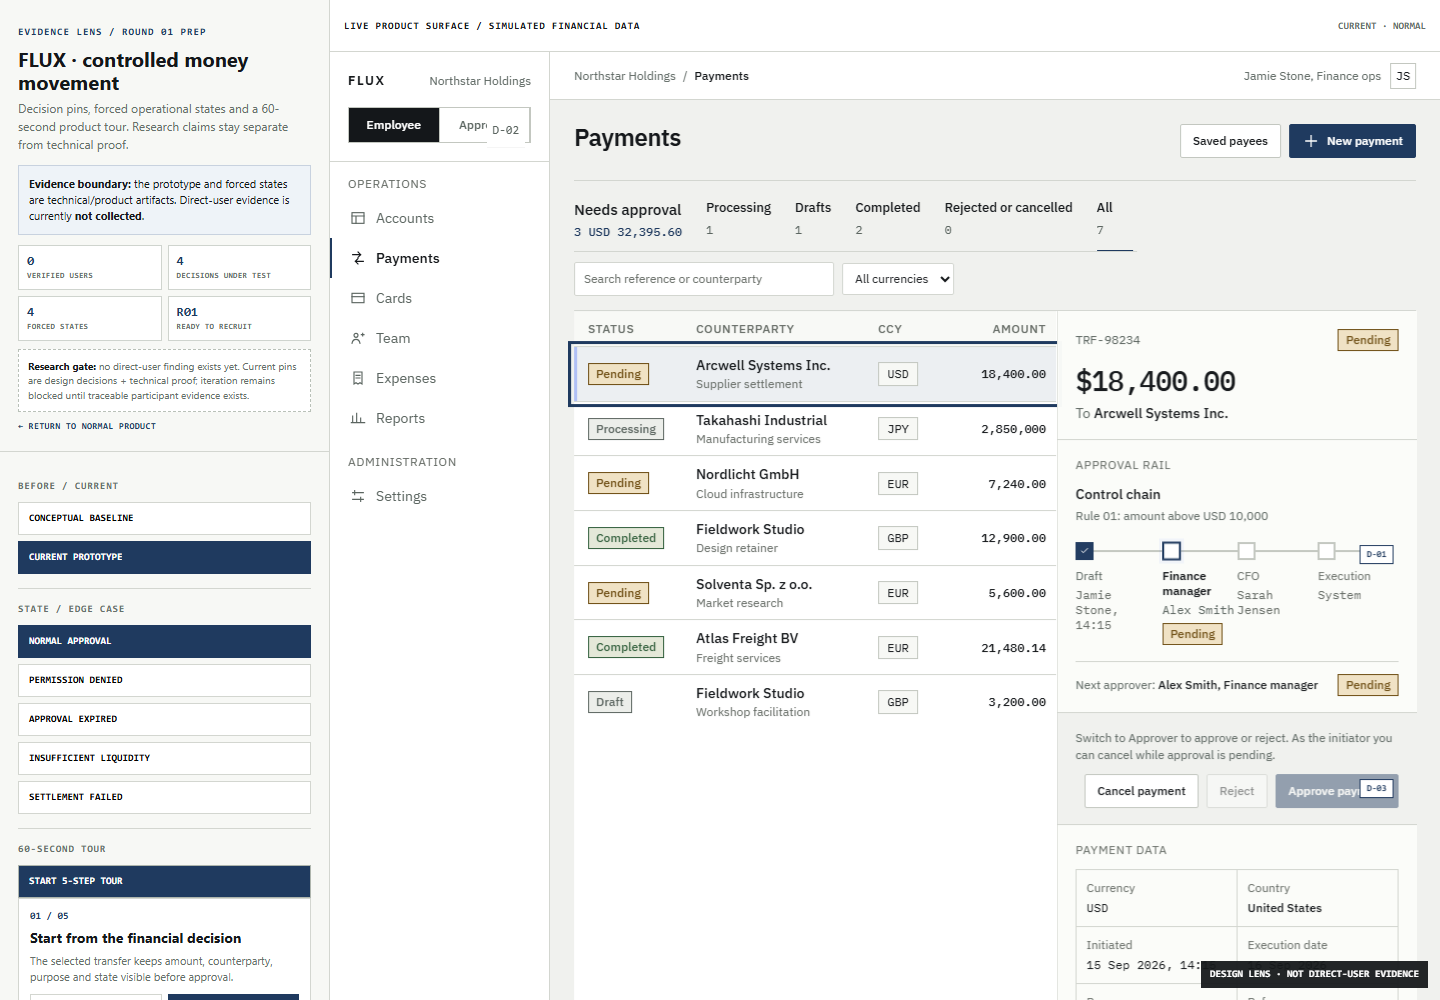 EVIDENCE LENS / ROUND 01 PREP
FLUX · controlled money
movement
Decision pins, forced operational states and a 60-
second product tour. Research claims stay separate
from technical proof.
Evidence boundary: the prototype and forced states
are technical/product artifacts. Direct-user evidence is
currently not collected.
0
VERIFIED USERS
4
DECISIONS UNDER TEST
4
FORCED STATES
R01
READY TO RECRUIT
Research gate: no direct-user finding exists yet. Current pins
are design decisions + technical proof; iteration remains
blocked until traceable participant evidence exists.
← RETURN TO NORMAL PRODUCT
BEFORE / CURRENT
CONCEPTUAL BASELINE
CURRENT PROTOTYPE
STATE / EDGE CASE
NORMAL APPROVAL
PERMISSION DENIED
APPROVAL EXPIRED
INSUFFICIENT LIQUIDITY
SETTLEMENT FAILED
60-SECOND TOUR
START 5-STEP TOUR
01 / 05
Start from the financial decision
The selected transfer keeps amount, counterparty,
purpose and state visible before approval.
LIVE PRODUCT SURFACE / SIMULATED FINANCIAL DATA
CURRENT · NORMAL
FLUX
Northstar Holdings
Employee
D-02
OPERATIONS
Accounts
Payments
Cards
Team
Expenses
Reports
ADMINISTRATION
Settings
Northstar Holdings / Payments
Jamie Stone, Finance ops JS
Payments
Saved payees
New payment
Needs approval Processing Drafts Completed Rejected or cancelled All
3 USD 32,395.60 1 1 2 0 7
Search reference or counterparty
All currencies
STATUS COUNTERPARTY CCY AMOUNT
Pending Arwell Systems Inc. USD 18,400.00
Supplier settlement
Processing Takahashi Industrial JPY 2,850,000
Manufacturing services
Pending Nordlicht GmbH EUR 7,240.00
Cloud infrastructure
Completed Fieldwork Studio GBP 12,900.00
Design retainer
Pending Solventa Sp. z o.o. EUR 5,600.00
Market research
Completed Atlas Freight BV EUR 21,480.14
Freight services
Draft Fieldwork Studio GBP 3,200.00
Workshop facilitation
TRF-98234 Pending
$18,400.00
To Arcwell Systems Inc.
APPROVAL RAIL
Control chain
Rule 01: amount above USD 10,000
D-01
Draft
Jamie
Stone,
14:15
Finance
manager
Alex Smith
Pending
CFO
Sarah
Jensen
Execution
System
Next approver: Alex Smith, Finance manager Pending
Switch to Approver to approve or reject. As the initiator you
can cancel while approval is pending.
Cancel payment
Reject
Approve
D-03
PAYMENT DATA
Currency
USD
Country
United States
Initiated
15 Sep 2026,
Execution date
DESIGN LENS · NOT DIRECT-USER EVIDENCE